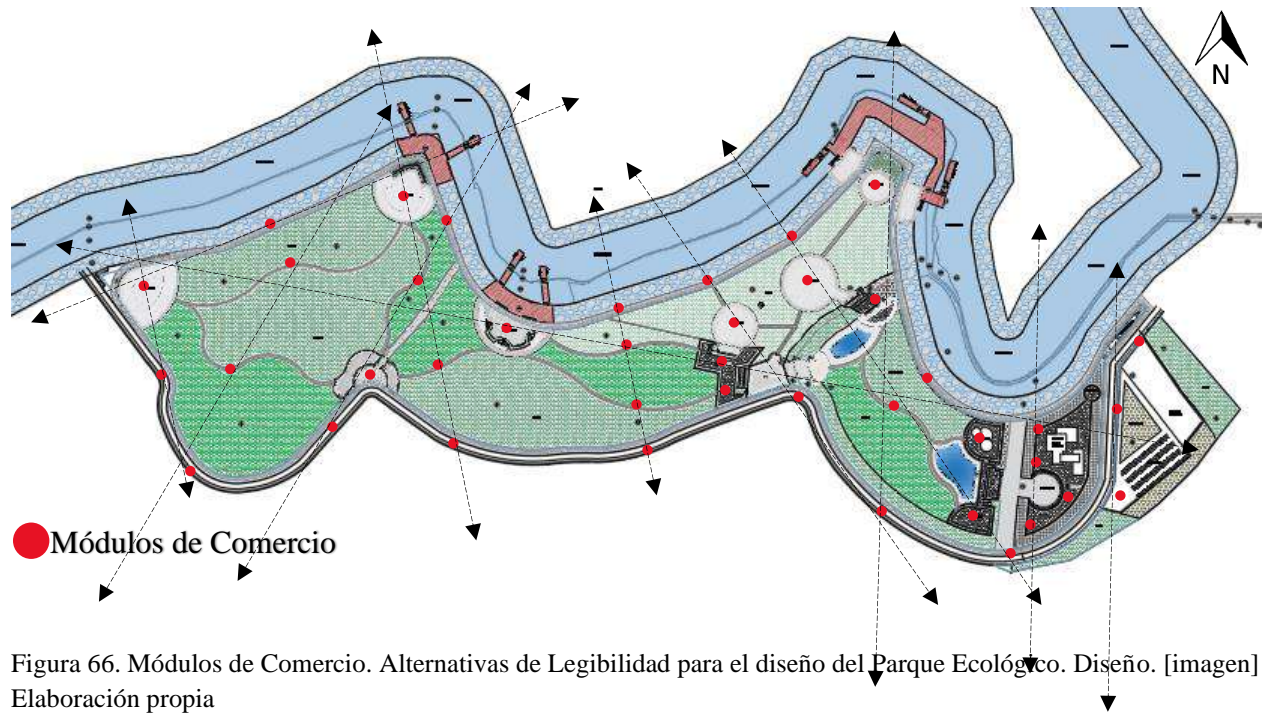 N
Módulos de Comercio
Figura 66. Módulos de Comercio. Alternativas de Legibilidad para el diseño del Parque Ecológico. Diseño. [imagen]
Elaboración propia